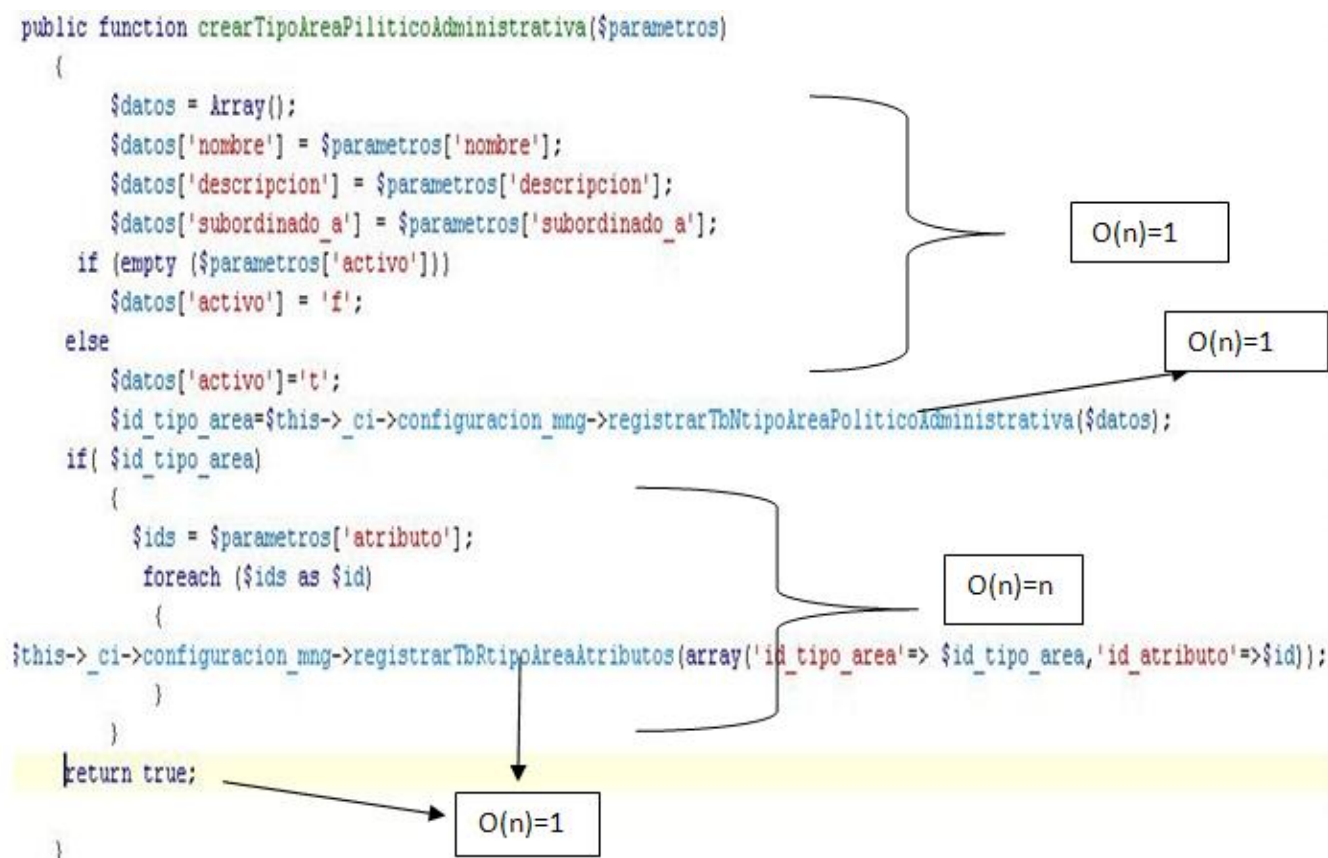 public function crearTipoAreaPiliticoAdministrativa($parametros)
{
$datos = Array();
$datos['nombre'] = $parametros['nombre'];
$datos['descripcion'] = $parametros['descripcion'];
$datos['subordinado_a'] = $parametros['subordinado_a'];
O(n)=1
if (empty ($parametros['activo']))
$datos['activo'] = 'f';
else
O(n)=1
$datos['activo']='t';
$id_tipo_area=$this->_ci->configuracion_mng->registrarTbNtipoAreaPoliticoAdministrativa($datos);
if( $id_tipo_area)
{
$ids = $parametros['atributo'];
foreach ($ids as $id)
O(n)=n
{
$this->_ci->configuracion_mng->registrarTbRtipoAreaAtributos(array('id_tipo_area'=> $id_tipo_area,'id_atributo'=>$id));
}
}
return true;
O(n)=1
}